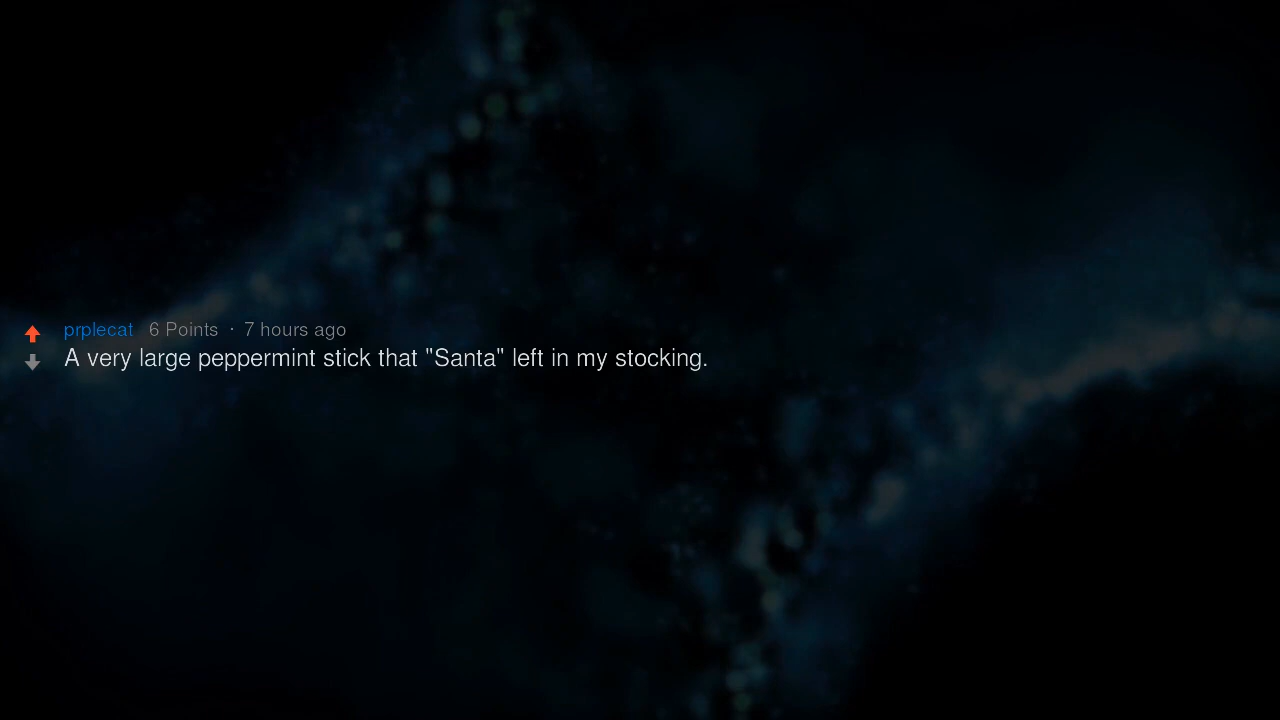 prplecat 6 Points · 7 hours ago
A very large peppermint stick that "Santa" left in my stocking.